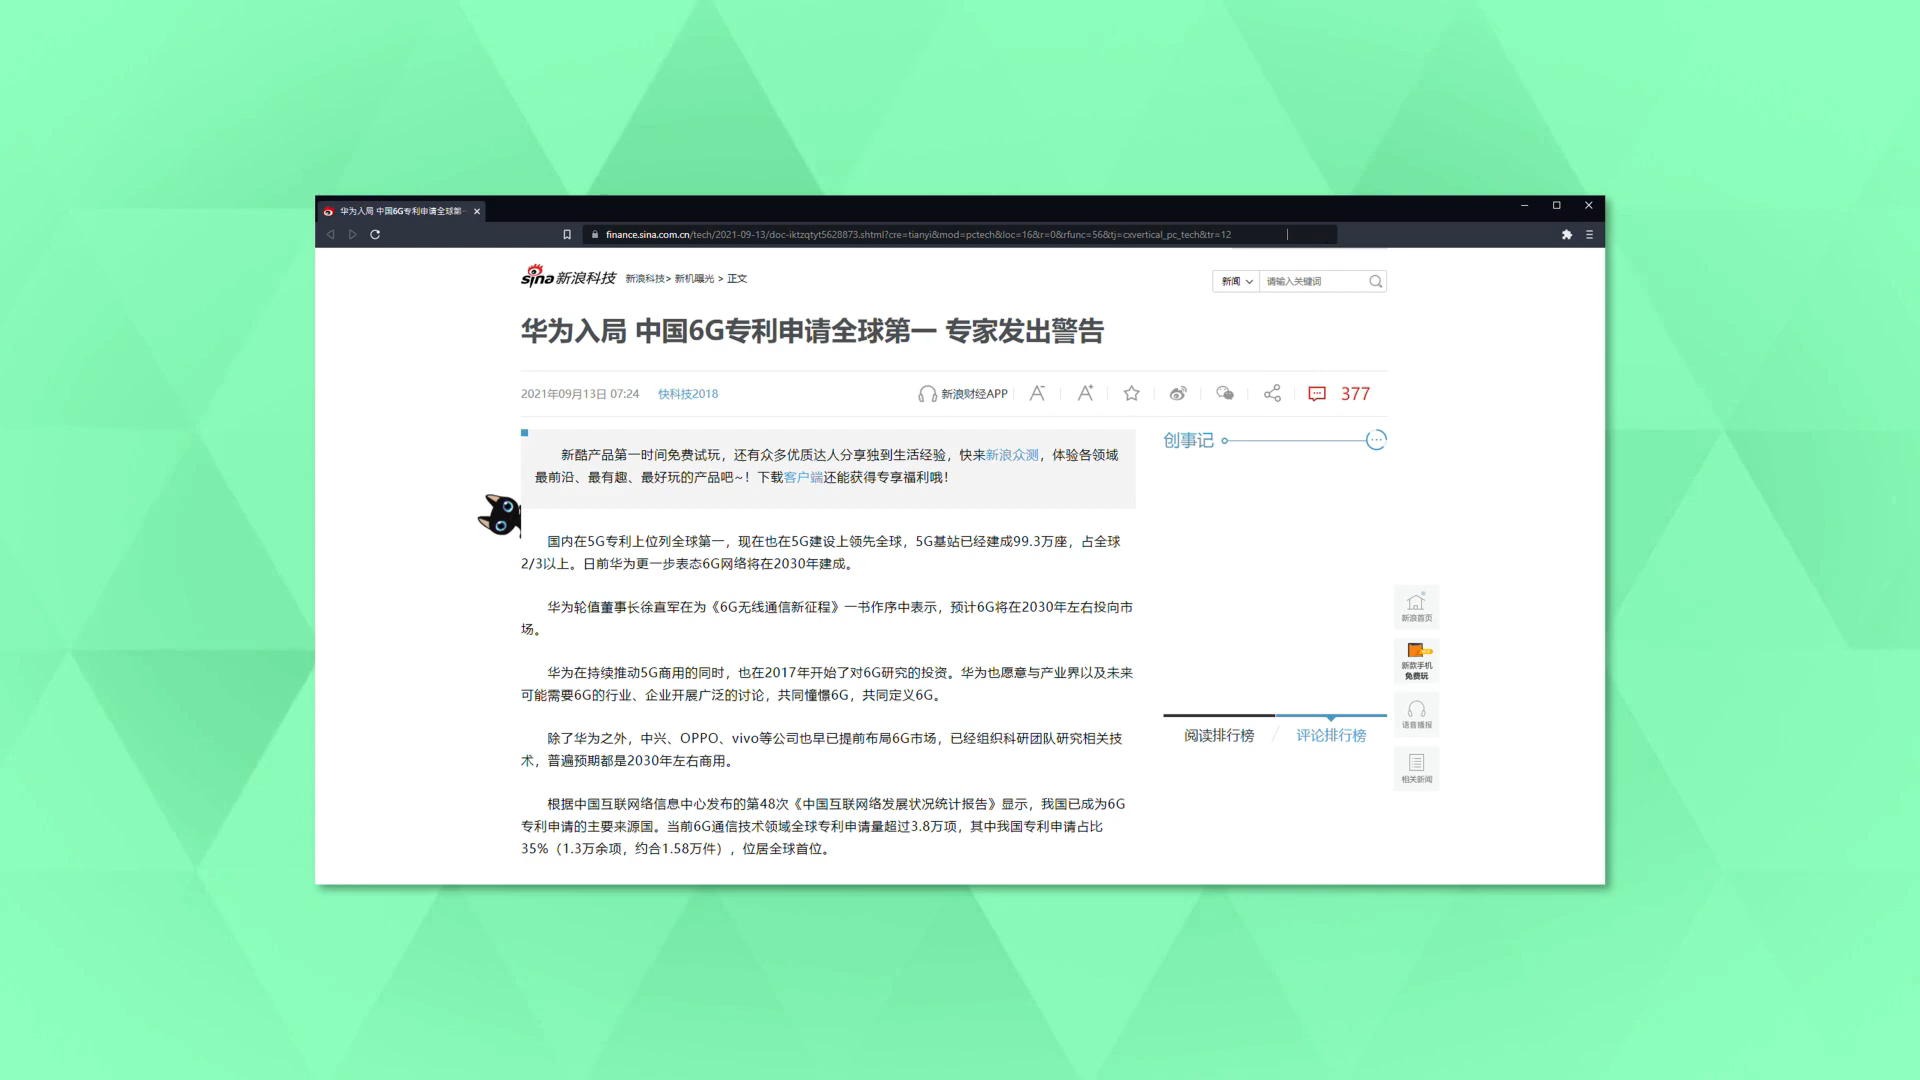 华为入局 中国6G专利申请全球第一
finance.sina.com.cn/tech/2021-09-13/doc-iktzqtyt5628873.shtml?cre=tianyi&mod=pctech&loc=16&r=0&rfunc=56&tj=cxvertical_pc_tech&tr=12
sina新浪科技 新浪科技> 新机曝光 > 正文
新闻 请输入关键词
华为入局 中国6G专利申请全球第一 专家发出警告
2021年09月13日 07:24 快科技2018 新浪财经APP 377
创事记
新酷产品第一时间免费试玩，还有众多优质达人分享独到生活经验，快来新浪众测，体验各领域
最前沿、最有趣、最好玩的产品吧~！下载客户端还能获得专享福利哦！
国内在5G专利上位列全球第一，现在也在5G建设上领先全球，5G基站已经建成99.3万座，占全球
2/3以上。日前华为更一步表态6G网络将在2030年建成。
华为轮值董事长徐直军在为《6G无线通信新征程》一书作序中表示，预计6G将在2030年左右投向市
场。
华为在持续推动5G商用的同时，也在2017年开始了对6G研究的投资。华为也愿意与产业界以及未来
可能需要6G的行业、企业开展广泛的讨论，共同憧憬6G，共同定义6G。
除了华为之外，中兴、OPPO、vivo等公司也早已提前布局6G市场，已经组织科研团队研究相关技
术，普遍预期都是2030年左右商用。
根据中国互联网络信息中心发布的第48次《中国互联网络发展状况统计报告》显示，我国已成为6G
专利申请的主要来源国。当前6G通信技术领域全球专利申请量超过3.8万项，其中我国专利申请占比
35%（1.3万余项，约合1.58万件），位居全球首位。
阅读排行榜 / 评论排行榜
新浪首页
新款手机
免费玩
语音播报
相关新闻